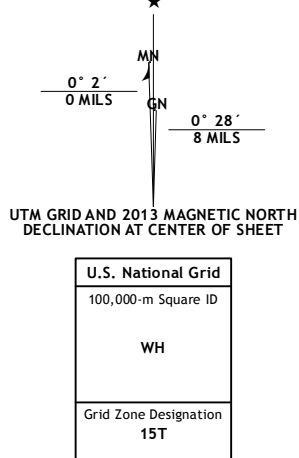 MN
0° 2´
0 MILS
GN
0° 28´
8 MILS
UTM GRID AND 2013 MAGNETIC NORTH
DECLINATION AT CENTER OF SHEET
U.S. National Grid
100,000-m Square ID
WH
Grid Zone Designation
15T